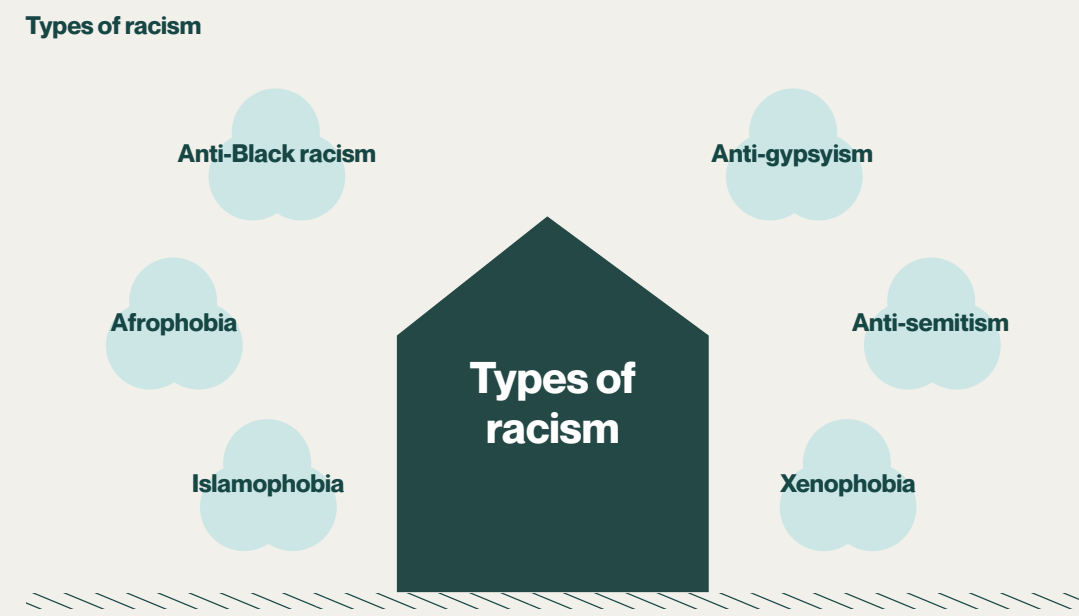 Types of racism
Anti-Black racism
Anti-gypsyism
Afrophobia
Anti-semitism
Types of
racism
Islamophobia
Xenophobia